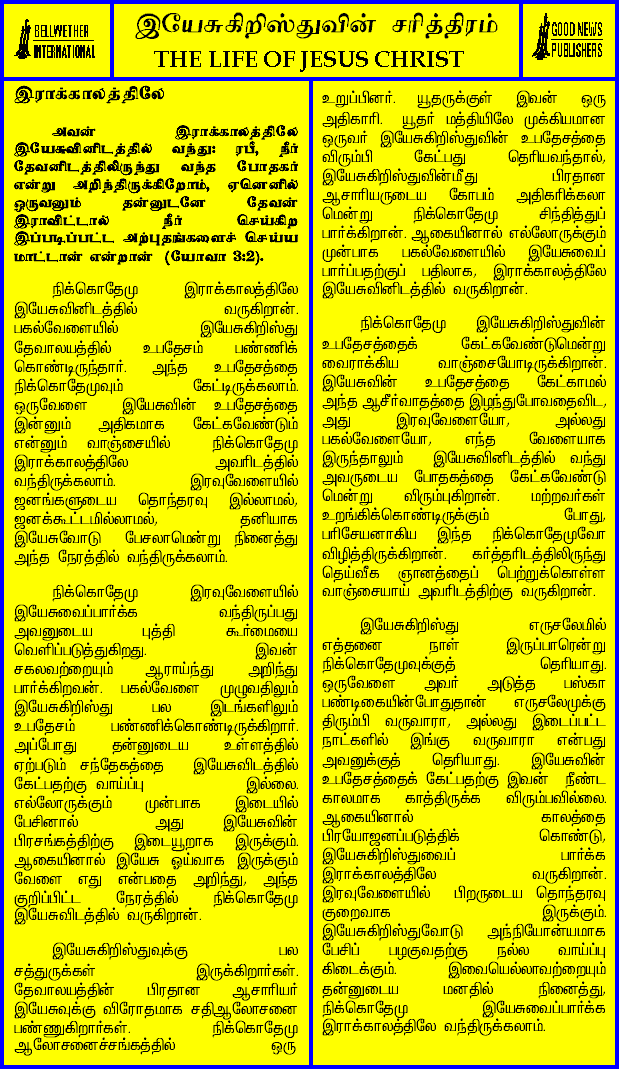 BELLWETHER
INTERNATIONAL
இயேசுகிறிஸ்துவின் சரித்திரம்
THE LIFE OF JESUS CHRIST
GOOD NEWS
PUBLISHERS
இராக்காலத்திலே
அவன் இராக்காலத்திலே
இயேசுவினிடத்தில் வந்து: ரபீ, நீர்
தேவனிடத்திலிருந்து வந்த போதகர்
என்று அறிந்திருக்கிறோம், ஏனெனில்
ஒருவனும் தன்னுடனே தேவன்
இராவிட்டால் நீர் செய்கிற
இப்படிப்பட்ட அற்புதங்களைச் செய்ய
மாட்டான் என்றான் (யோவா 3:2).
நிக்கொதேமு இராக்காலத்திலே
இயேசுவினிடத்தில் வருகிறான்.
பகல்வேளையில் இயேசுகிறிஸ்து
தேவாலயத்தில் உபதேசம் பண்ணிக்
கொண்டிருந்தார். அந்த உபதேசத்தை
நிக்கொதேமுவும் கேட்டிருக்கலாம்.
ஒருவேளை இயேசுவின் உபதேசத்தை
இன்னும் அதிகமாக கேட்கவேண்டும்
என்னும் வாஞ்சையில் நிக்கொதேமு
இராக்காலத்திலே அவரிடத்தில்
வந்திருக்கலாம். இரவுவேளையில்
ஜனங்களுடைய தொந்தரவு இல்லாமல்,
ஜனக்கூட்டமில்லாமல், தனியாக
இயேசுவோடு பேசலாமென்று நினைத்து
அந்த நேரத்தில் வந்திருக்கலாம்.
நிக்கொதேமு இரவுவேளையில்
இயேசுவைப்பார்க்க வந்திருப்பது
அவனுடைய புத்தி கூர்மையை
வெளிப்படுத்துகிறது. இவன்
சகலவற்றையும் ஆராய்ந்து அறிந்து
பார்க்கிறவன். பகல்வேளை முழுவதிலும்
இயேசுகிறிஸ்து பல இடங்களிலும்
உபதேசம் பண்ணிக்கொண்டிருக்கிறார்.
அப்போது தன்னுடைய உள்ளத்தில்
ஏற்படும் சந்தேகத்தை இயேசுவிடத்தில்
கேட்பதற்கு வாய்ப்பு இல்லை.
எல்லோருக்கும் முன்பாக இடையில்
பேசினால் அது இயேசுவின்
பிரசங்கத்திற்கு இடையூறாக இருக்கும்.
ஆகையினால் இயேசு ஓய்வாக இருக்கும்
வேளை எது என்பதை அறிந்து, அந்த
குறிப்பிட்ட நேரத்தில் நிக்கொதேமு
இயேசுவிடத்தில் வருகிறான்.
இயேசுகிறிஸ்துவுக்கு பல
சத்துருக்கள் இருக்கிறார்கள்.
தேவாலயத்தின் பிரதான ஆசாரியர்
இயேசுவுக்கு விரோதமாக சதிஆலோசனை
பண்ணுகிறார்கள். நிக்கொதேமு
ஆலோசனைச்சங்கத்தில் ஒரு
உறுப்பினர். யூதருக்குள் இவன் ஒரு
அதிகாரி. யூதர் மத்தியிலே முக்கியமான
ஒருவர் இயேசுகிறிஸ்துவின் உபதேசத்தை
விரும்பி கேட்பது தெரியவந்தால்,
இயேசுகிறிஸ்துவின்மீது பிரதான
ஆசாரியருடைய கோபம் அதிகரிக்கலா
மென்று நிக்கொதேமு சிந்தித்துப்
பார்க்கிறான். ஆகையினால் எல்லோருக்கும்
முன்பாக பகல்வேளையில் இயேசுவைப்
பார்ப்பதற்குப் பதிலாக, இராக்காலத்திலே
இயேசுவினிடத்தில் வருகிறான்.
நிக்கொதேமு இயேசுகிறிஸ்துவின்
உபதேசத்தைக் கேட்கவேண்டுமென்று
வைராக்கிய வாஞ்சையோடிருக்கிறான்.
இயேசுவின் உபதேசத்தை கேட்காமல்
அந்த ஆசீர்வாதத்தை இழந்துபோவதைவிட,
அது இரவுவேளையோ, அல்லது
பகல்வேளையோ, எந்த வேளையாக
இருந்தாலும் இயேசுவினிடத்தில் வந்து
அவருடைய போதகத்தை கேட்கவேண்டு
மென்று விரும்புகிறான். மற்றவர்கள்
உறங்கிக்கொண்டிருக்கும் போது,
பரிசேயனாகிய இந்த நிக்கொதேமுவோ
விழித்திருக்கிறான். கர்த்தரிடத்திலிருந்து
தெய்வீக ஞானத்தைப் பெற்றுக்கொள்ள
வாஞ்சையாய் அவரிடத்திற்கு வருகிறான்.
இயேசுகிறிஸ்து எருசலேமில்
எத்தனை நாள் இருப்பாரென்று
நிக்கொதேமுவுக்குத் தெரியாது.
ஒருவேளை அவர் அடுத்த பஸ்கா
பண்டிகையின்போதுதான் எருசலேமுக்கு
திரும்பி வருவாரா, அல்லது இடைப்பட்ட
நாட்களில் இங்கு வருவாரா என்பது
அவனுக்குத் தெரியாது. இயேசுவின்
உபதேசத்தைக் கேட்பதற்கு இவன் நீண்ட
காலமாக காத்திருக்க விரும்பவில்லை.
ஆகையினால் காலத்தை
பிரயோஜனப்படுத்திக் கொண்டு,
இயேசுகிறிஸ்துவைப் பார்க்க
இராக்காலத்திலே வருகிறான்.
இரவுவேளையில் பிறருடைய தொந்தரவு
குறைவாக இருக்கும்.
இயேசுகிறிஸ்துவோடு அந்நியோன்யமாக
பேசிப் பழகுவதற்கு நல்ல வாய்ப்பு
கிடைக்கும். இவையெல்லாவற்றையும்
தன்னுடைய மனதில் நினைத்து,
நிக்கொதேமு இயேசுவைப்பார்க்க
இராக்காலத்திலே வந்திருக்கலாம்.